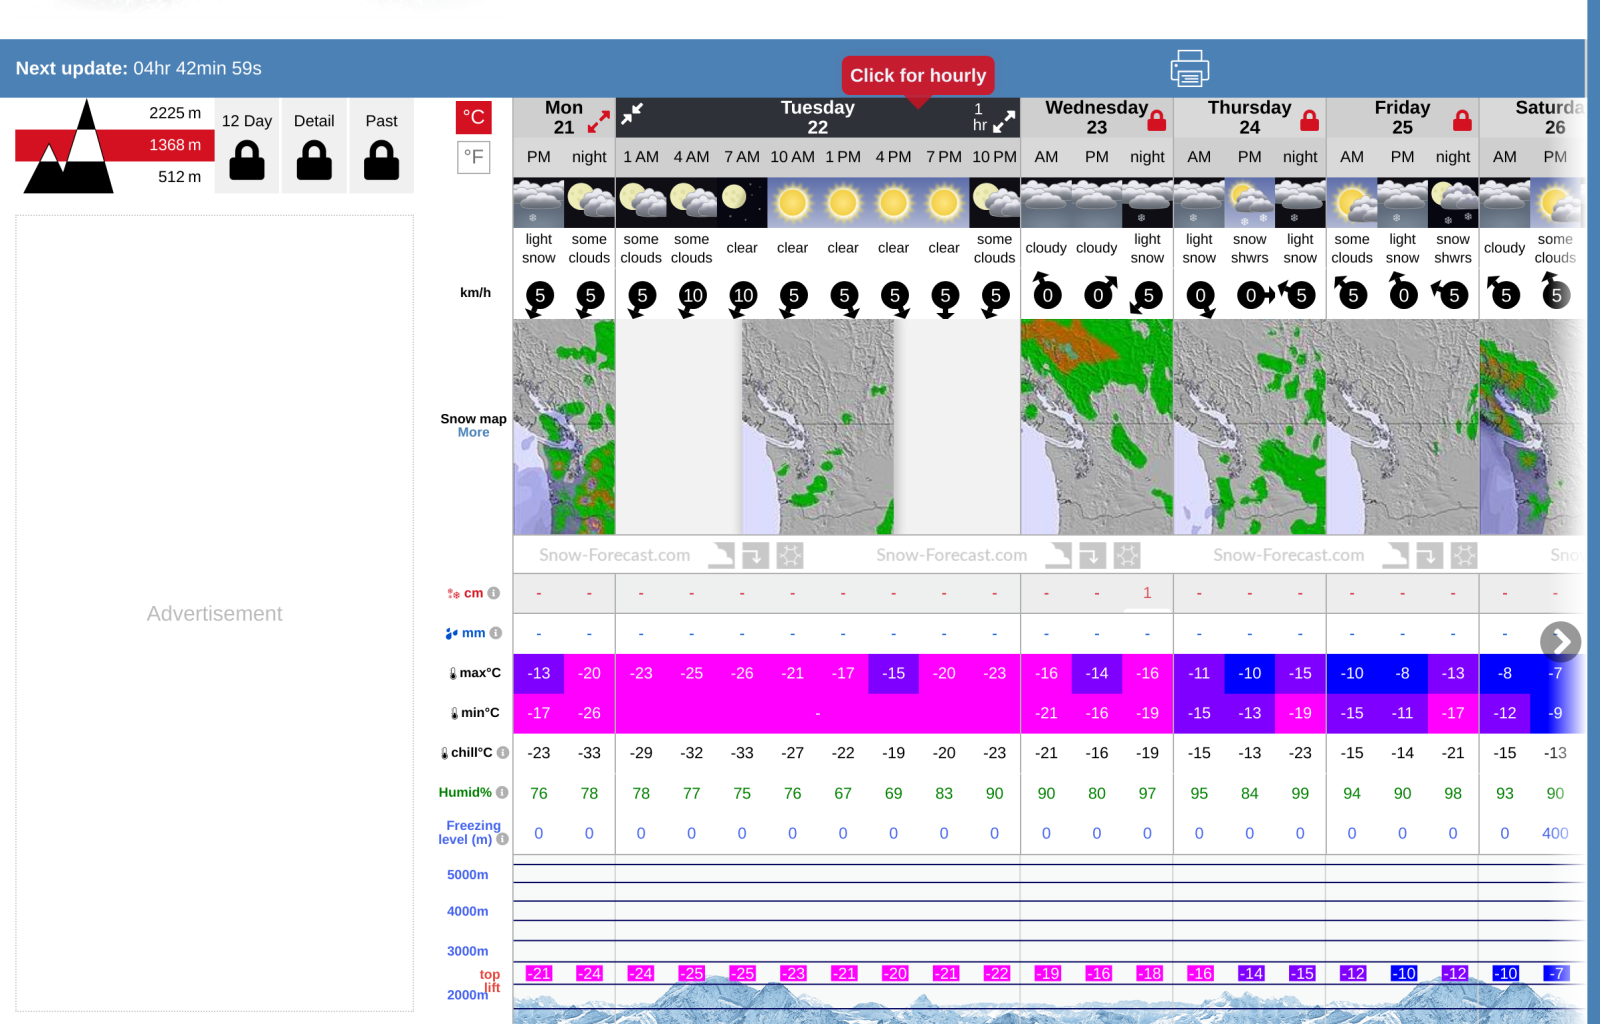 Next update: 04hr 42min 59s
Click for hourly
2225 m
1368 m
512 m
12 Day
Detail
Past
°C
°F
Mon 21
Tuesday 22
1 hr
Wednesday 23
Thursday 24
Friday 25
Saturda 26
PM night 1 AM 4 AM 7 AM 10 AM 1 PM 4 PM 7 PM 10 PM AM PM night AM PM night AM PM night AM PM
light snow some clouds some clouds some clouds clear clear clear clear clear some clouds cloudy cloudy light snow light snow snow shwrs light snow some clouds light snow snow shwrs cloudy some clouds
km/h 5 5 5 10 10 5 5 5 5 5 0 0 5 0 0 5 5 0 5 5 5
Snow map
More
Snow-Forecast.com Snow-Forecast.com Snow-Forecast.com Sno
cm - - - - - - - - - - - - 1 - - - - - - - -
mm - - - - - - - - - - - - - - - - - - - - -
max°C -13 -20 -23 -25 -26 -21 -17 -15 -20 -23 -16 -14 -16 -11 -10 -15 -10 -8 -13 -8 -7
min°C -17 -26 - -21 -16 -19 -15 -13 -19 -15 -11 -17 -12 -9
chill°C -23 -33 -29 -32 -33 -27 -22 -19 -20 -23 -21 -16 -19 -15 -13 -23 -15 -14 -21 -15 -13
Humid% 76 78 78 77 75 76 67 69 83 90 90 80 97 95 84 99 94 90 98 93 90
Freezing level (m) 0 0 0 0 0 0 0 0 0 0 0 0 0 0 0 0 0 0 0 0 400
5000m
4000m
3000m
top lift -21 -24 -24 -25 -25 -23 -21 -20 -21 -22 -19 -16 -18 -16 -14 -15 -12 -10 -12 -10 -7
2000m
Advertisement